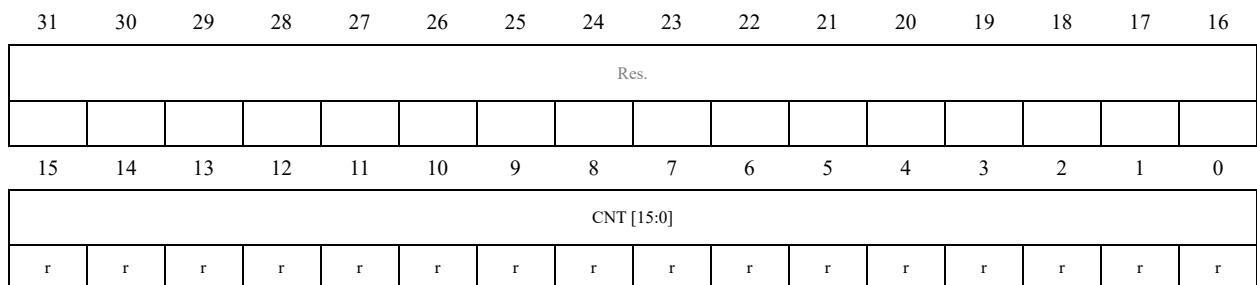 31 30 29 28 27 26 25 24 23 22 21 20 19 18 17 16
Res.
15 14 13 12 11 10 9 8 7 6 5 4 3 2 1 0
CNT [15:0]
r r r r r r r r r r r r r r r r